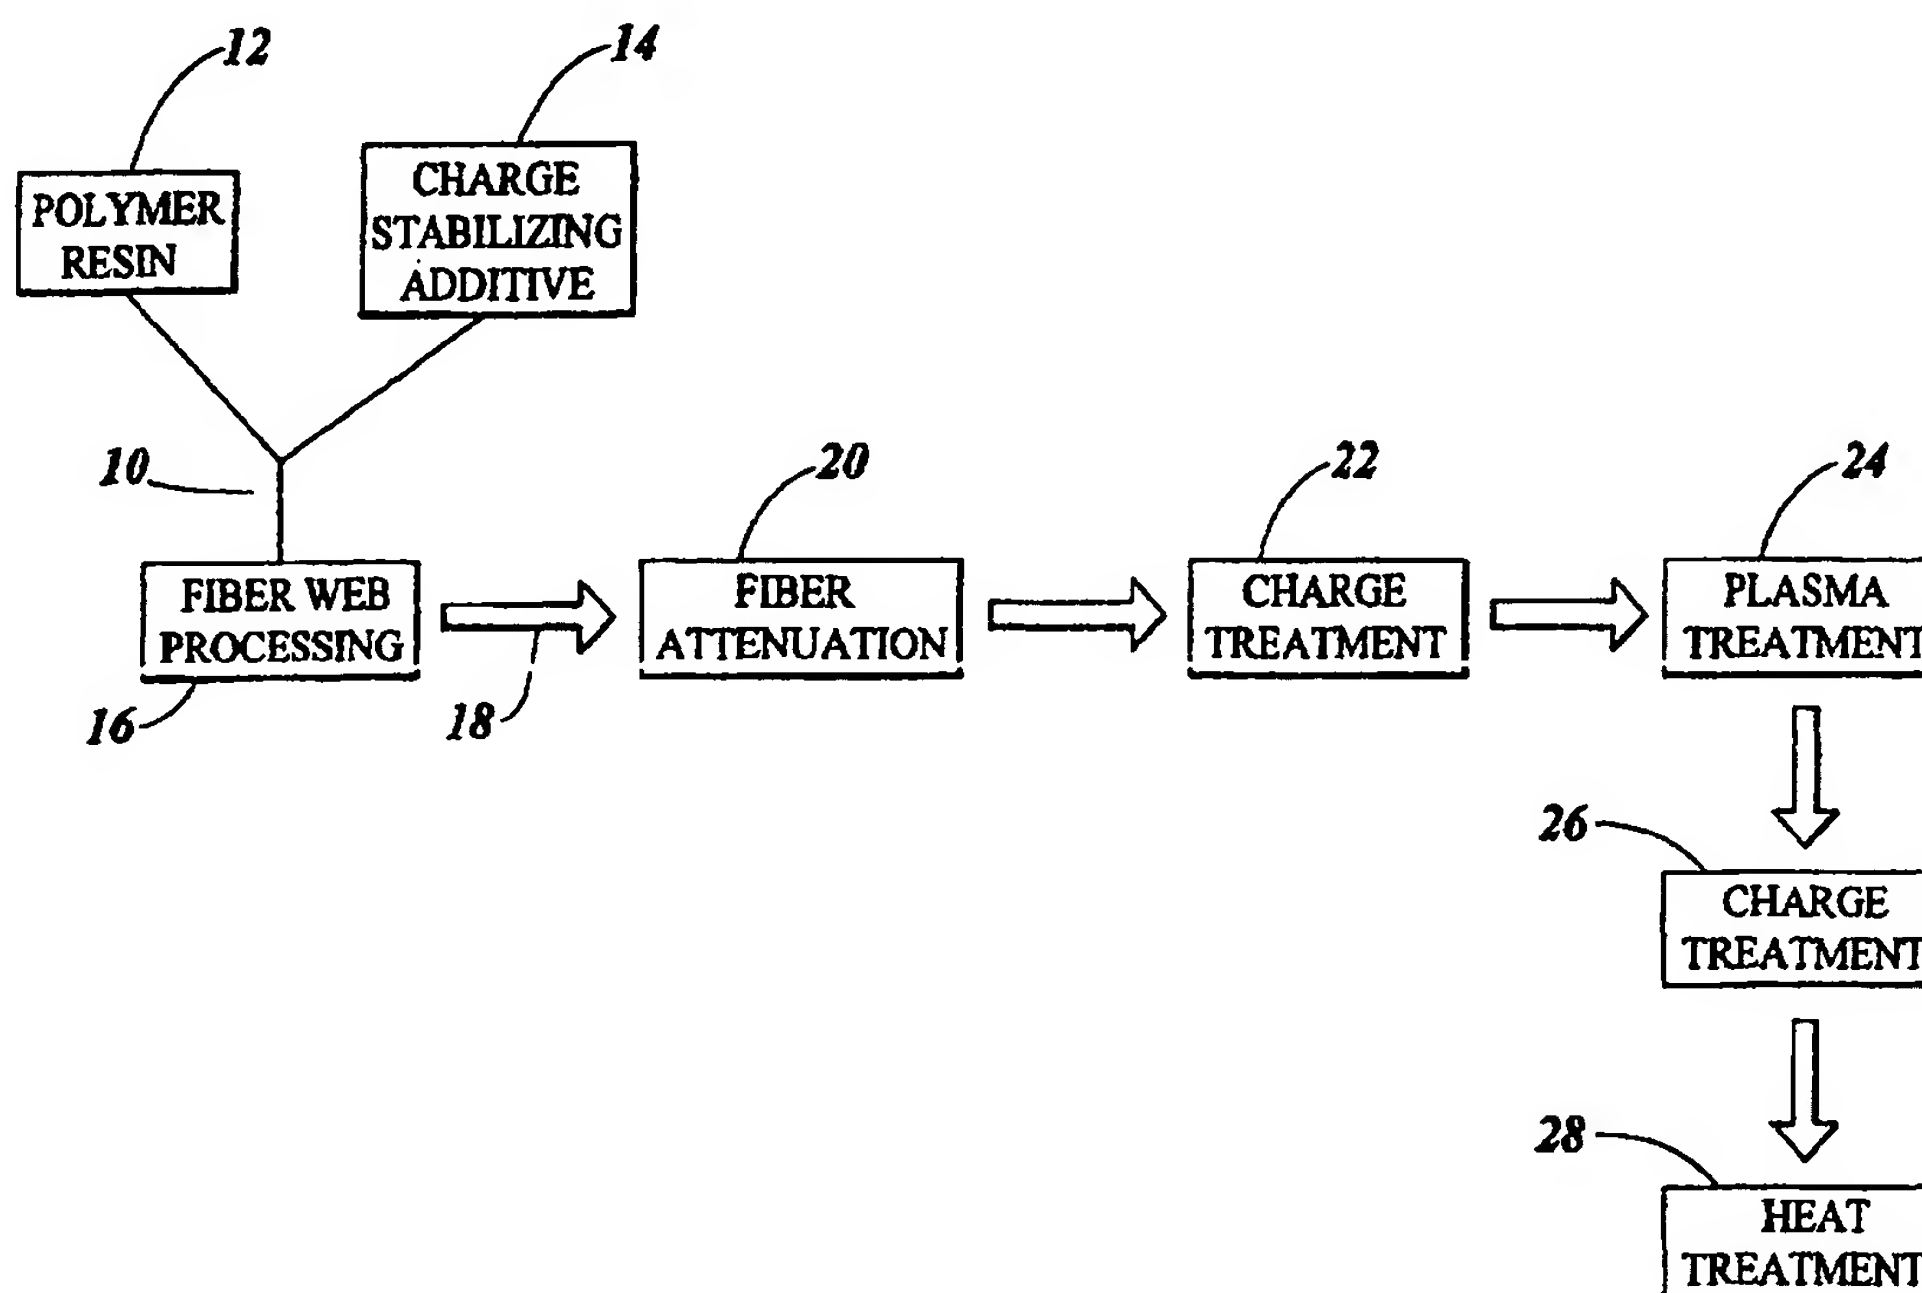 12
14
POLYMER
RESIN
CHARGE
STABILIZING
ADDITIVE
10
20
22
24
FIBER WEB
PROCESSING
FIBER
ATTENUATION
CHARGE
TREATMENT
PLASMA
TREATMENT
16
18
26
CHARGE
TREATMENT
28
HEAT
TREATMENT